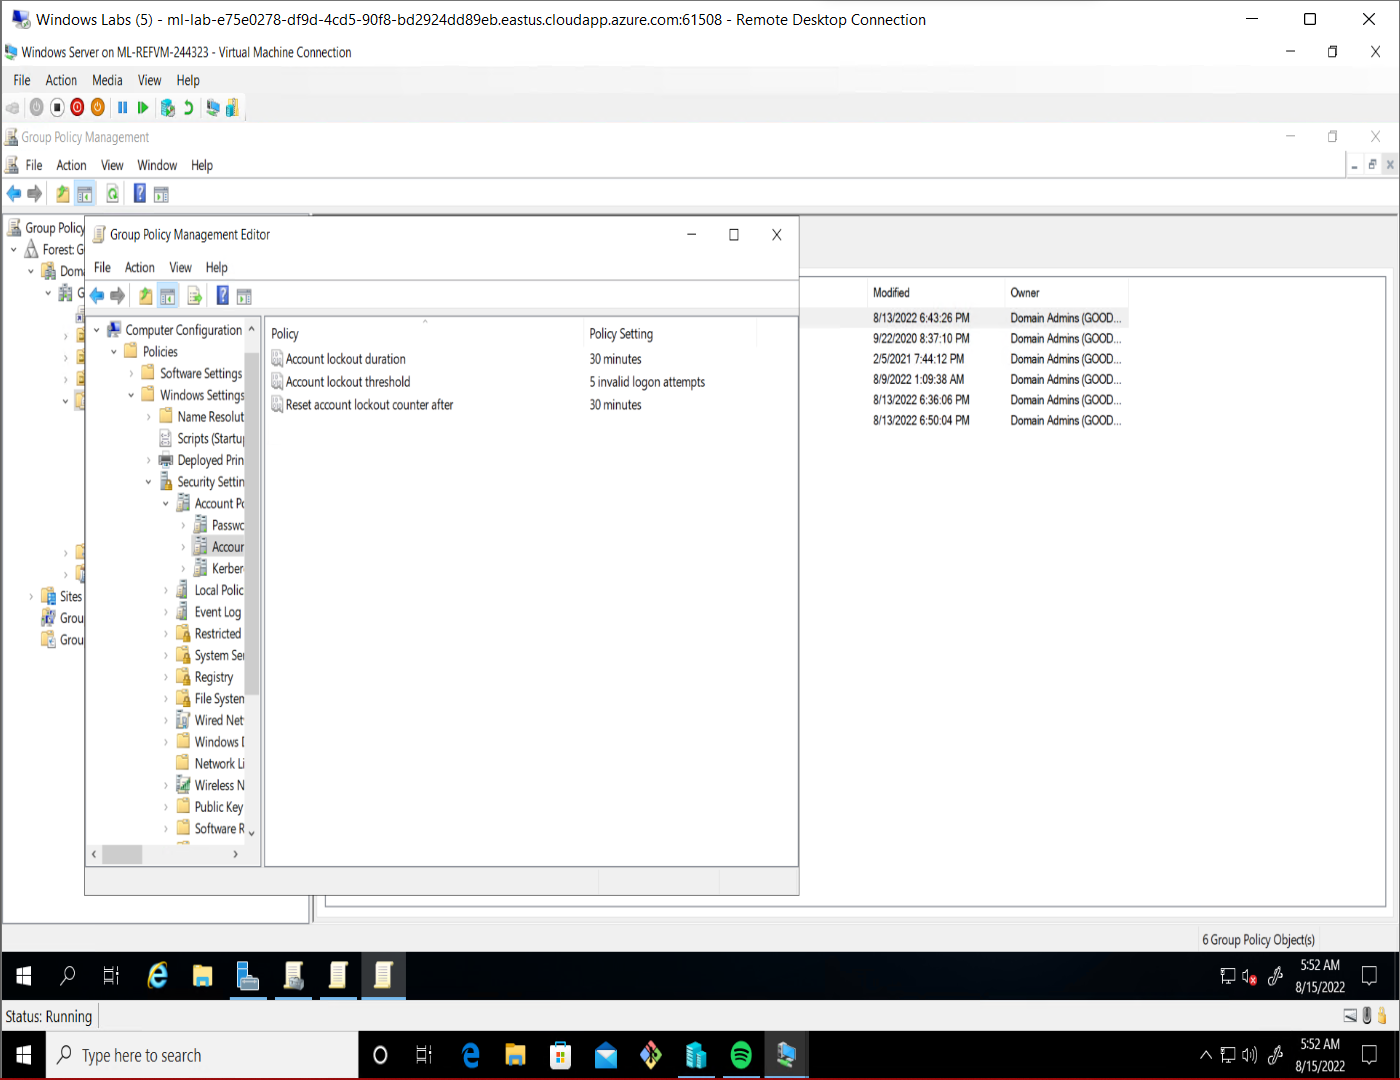 Windows Labs (5) - ml-lab-e75e0278-df9d-4cd5-90f8-bd2924dd89eb.eastus.cloudapp.azure.com:61508 - Remote Desktop Connection
Windows Server on ML-REFVM-244323 - Virtual Machine Connection
File Action Media View Help
Group Policy Management
File Action View Window Help
Group Policy
Forest: G
Doma
G
Sites
Grou
Grou
Group Policy Management Editor
File Action View Help
Computer Configuration
Policies
Software Settings
Windows Settings
Name Resolut
Scripts (Startu
Deployed Prin
Security Settin
Account Po
Passwo
Accour
Kerber
Local Polic
Event Log
Restricted
System Se
Registry
File System
Wired Net
Windows D
Network Li
Wireless N
Public Key
Software R
Policy Policy Setting
Account lockout duration 30 minutes
Account lockout threshold 5 invalid logon attempts
Reset account lockout counter after 30 minutes
Modified Owner
8/13/2022 6:43:26 PM Domain Admins (GOOD...
9/22/2020 8:37:10 PM Domain Admins (GOOD...
2/5/2021 7:44:12 PM Domain Admins (GOOD...
8/9/2022 1:09:38 AM Domain Admins (GOOD...
8/13/2022 6:36:06 PM Domain Admins (GOOD...
8/13/2022 6:50:04 PM Domain Admins (GOOD...
6 Group Policy Object(s)
5:52 AM
8/15/2022
Status: Running
Type here to search
5:52 AM
8/15/2022